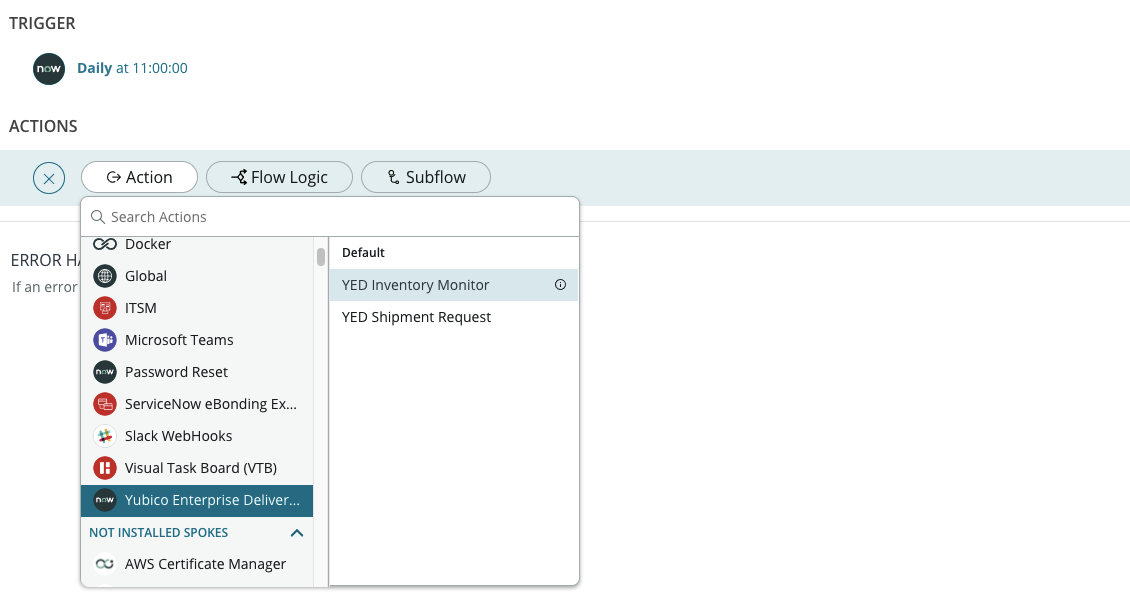 TRIGGER
now
Daily at 11:00:00
ACTIONS
Action
Flow Logic
Subflow
Search Actions
Docker
Global
ITSM
Microsoft Teams
now
Password Reset
ServiceNow eBonding Ex...
Slack WebHooks
Visual Task Board (VTB)
now
Yubico Enterprise Deliver...
NOT INSTALLED SPOKES
AWS Certificate Manager
Default
YED Inventory Monitor
YED Shipment Request
ERROR HA
If an error